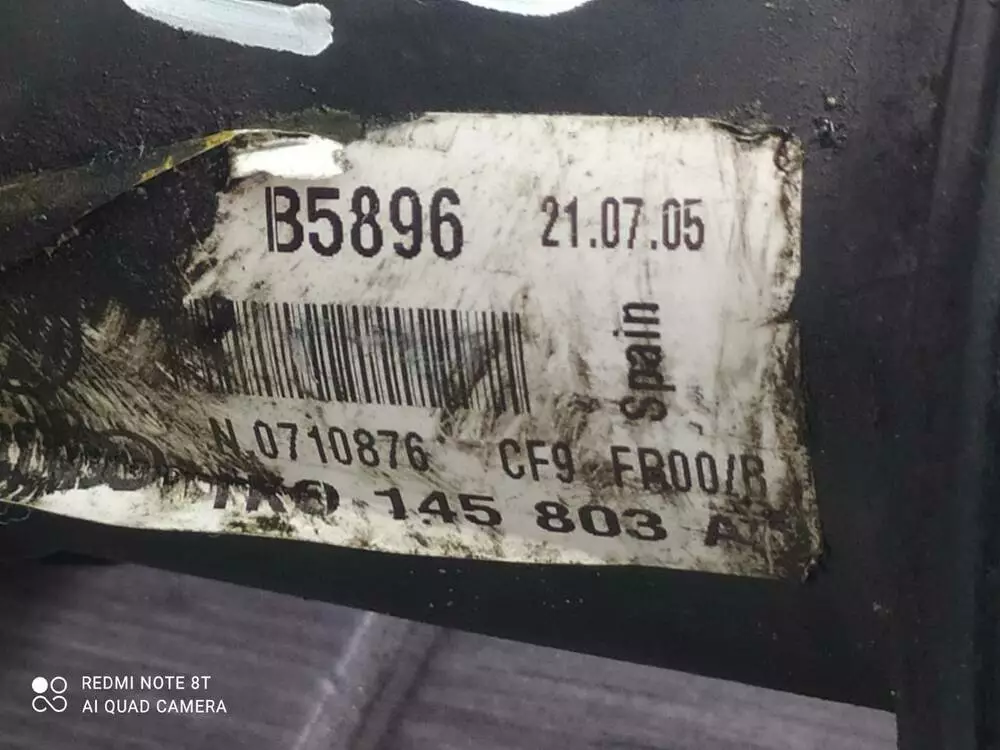 B5896 21.07.05
Spain
N.0710876 CF9 FR00/B
1K0 145 803
REDMI NOTE 8T
AI QUAD CAMERA